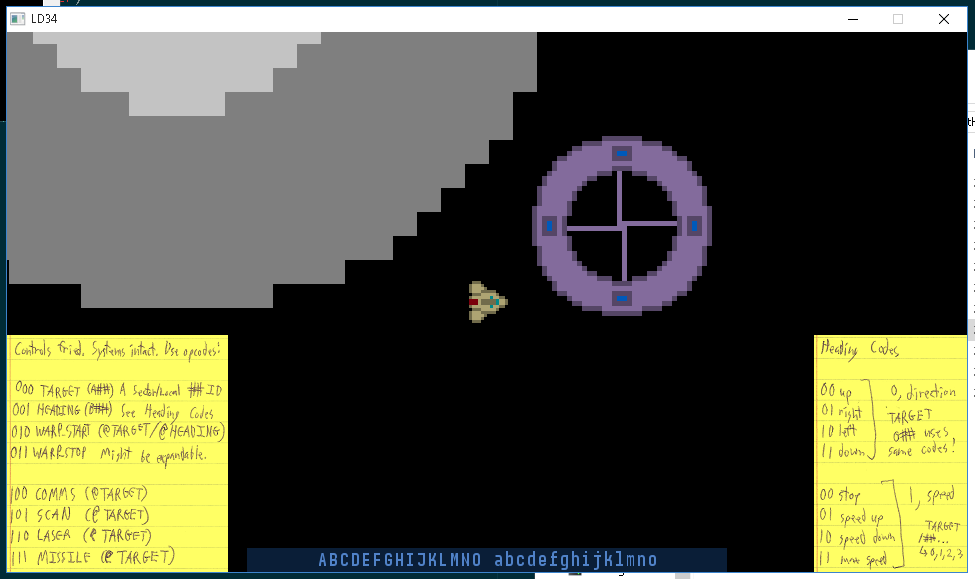 LD34
Controls fried. Systems intact. Use opcodes!
000 TARGET (A##) A Sector/Local ## ID
001 HEADING (0##) See Heading Codes
010 WARP_START (@TARGET/@HEADING)
011 WARP_STOP Might be expandable.
100 COMMS (@TARGET)
101 SCAN (@TARGET)
110 LASER (@TARGET)
111 MISSILE (@TARGET)
Heading Codes
00 up
01 right
10 left
11 down
0, direction
TARGET
0## uses
same codes!
00 stop
01 speed up
10 speed down
11 max speed
1, speed
TARGET
1##...
0,1,2,3
ABCDEFGHIJKLMNO abcdefghijklmno